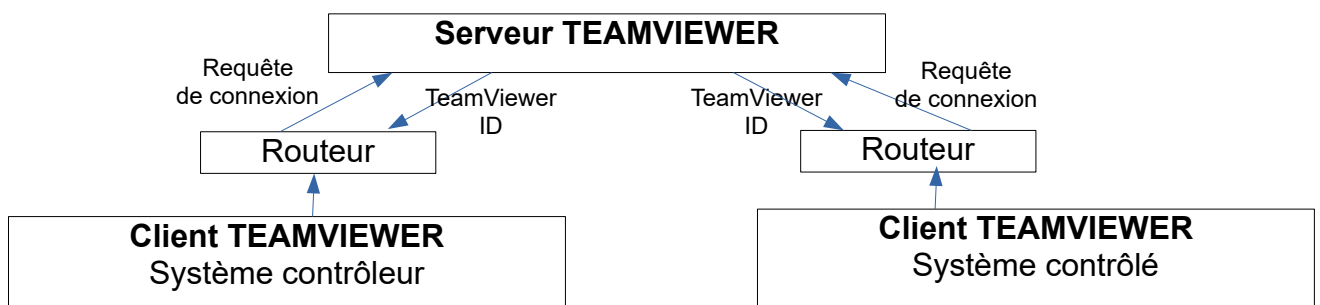 Serveur TEAMVIEWER
Requête
de connexion
TeamViewer
ID
TeamViewer
ID
Requête
de connexion
Routeur
Routeur
Client TEAMVIEWER
Système contrôleur
Client TEAMVIEWER
Système contrôlé